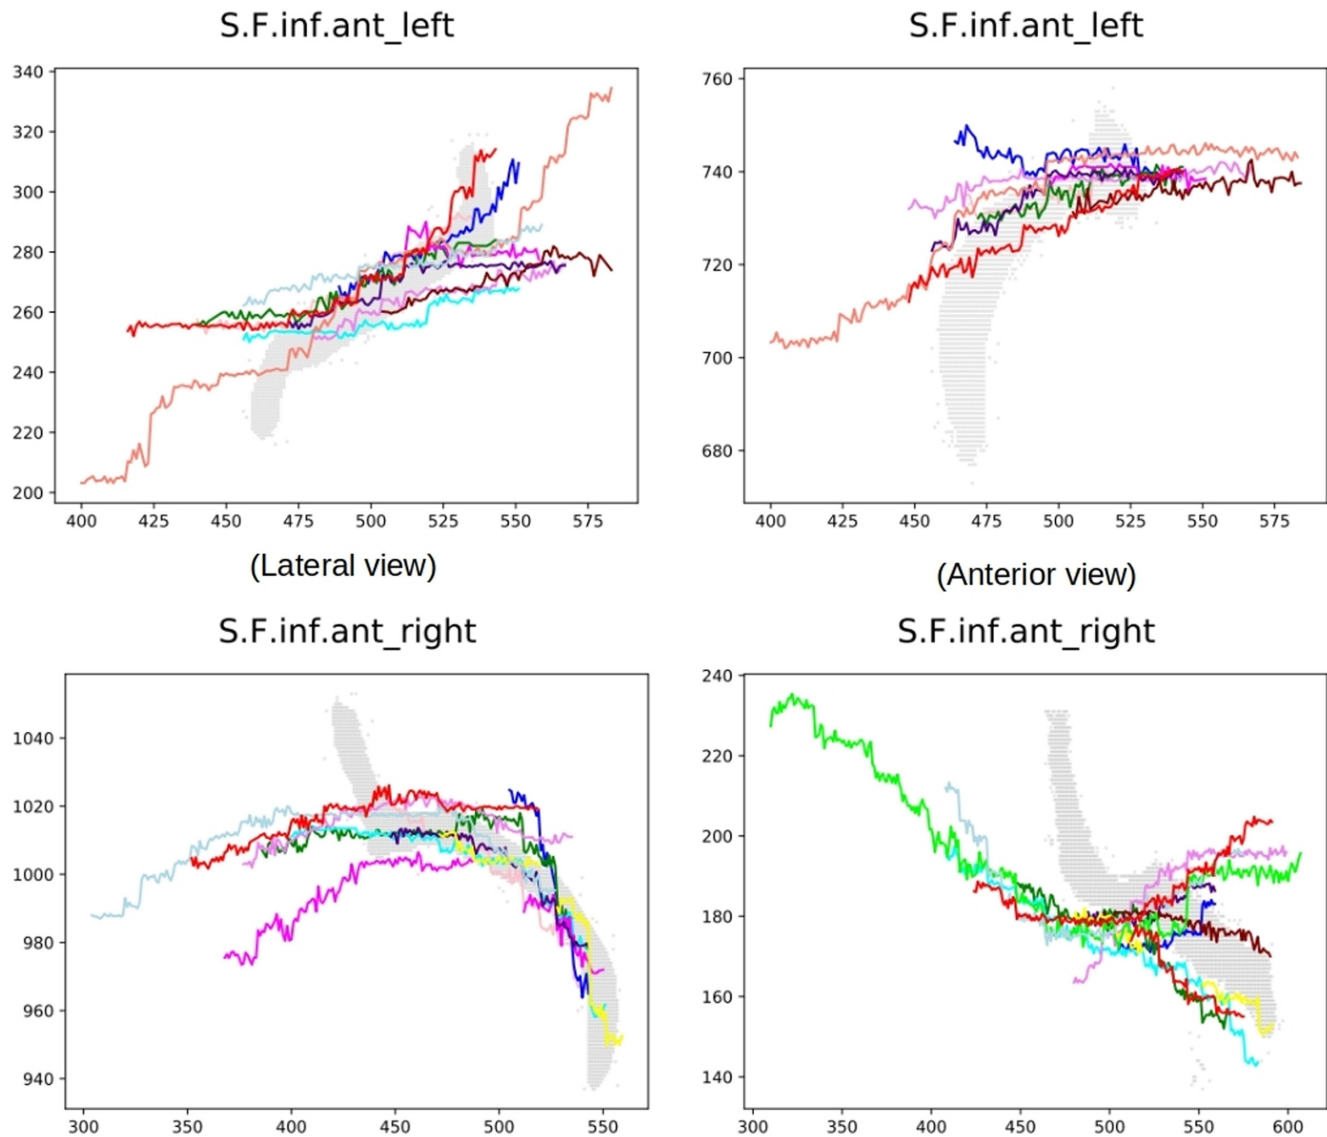 S.F.inf.ant_left
S.F.inf.ant_left
340
320
300
280
260
240
220
200
400 425 450 475 500 525 550 575
760
740
720
700
680
400 425 450 475 500 525 550 575
(Lateral view)
(Anterior view)
S.F.inf.ant_right
S.F.inf.ant_right
1040
1020
1000
980
960
940
300 350 400 450 500 550
240
220
200
180
160
140
300 350 400 450 500 550 600